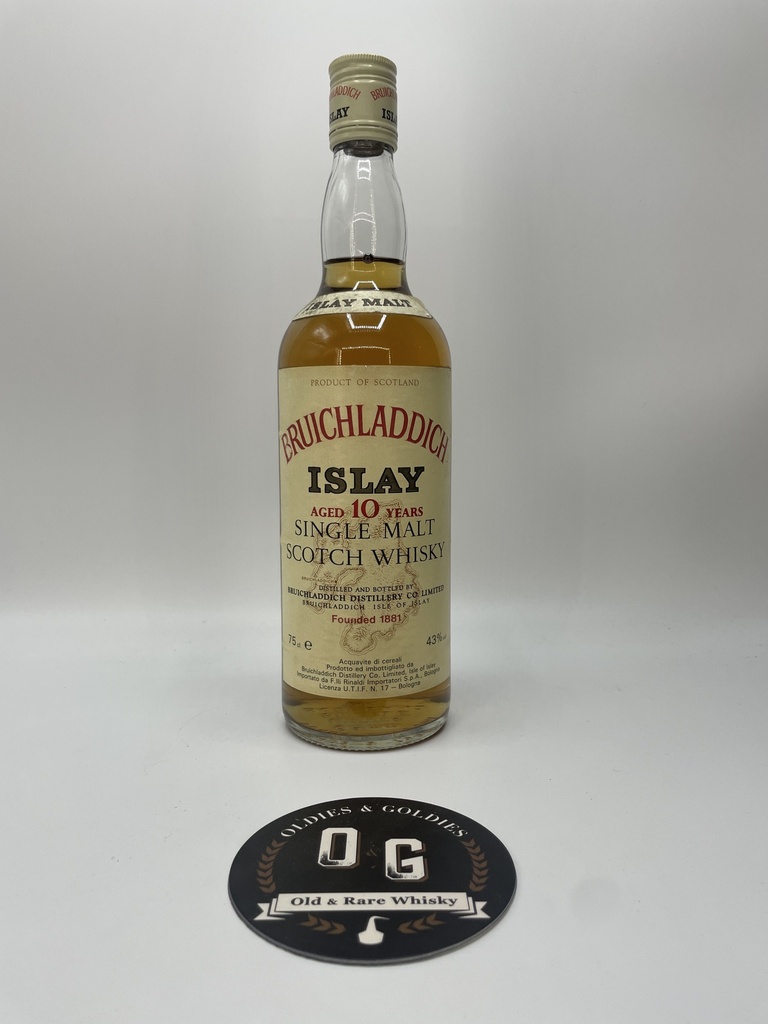 BRUICHLADDICH
ISLAY
ISLAY MALT
PRODUCT OF SCOTLAND
BRUICHLADDICH
ISLAY
AGED 10 YEARS
SINGLE MALT
SCOTCH WHISKY
BRUICHLADDICH
DISTILLED AND BOTTLED BY
BRUICHLADDICH DISTILLERY CO. LIMITED
BRUICHLADDICH ISLE OF ISLAY
Founded 1881
75 cl e 43% vol
Acquavite di cereali
Prodotto ed imbottigliato da
Bruichladdich Distillery Co. Limited, Isle of Islay
Importato da F.lli Rinaldi Importatori S.p.A., Bologna
Licenza U.T.I.F. N. 17 — Bologna
OLDIES & GOLDIES
O G
Old & Rare Whisky